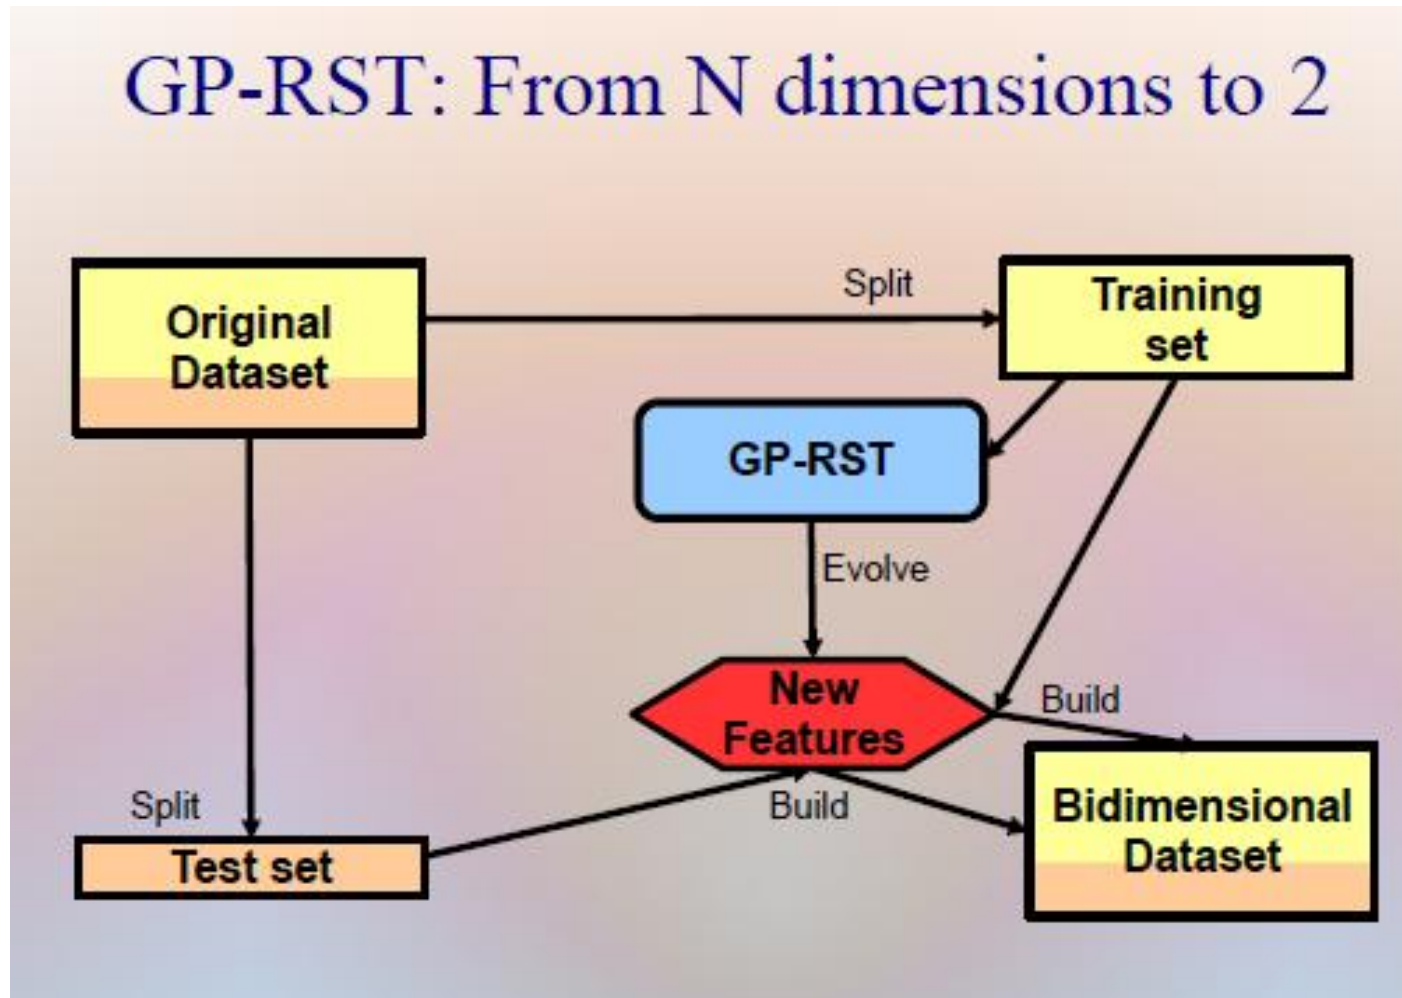 GP-RST: From N dimensions to 2
Original
Dataset
Split
Training
set
GP-RST
Evolve
New
Features
Build
Split
Build
Bidimensional
Dataset
Test set